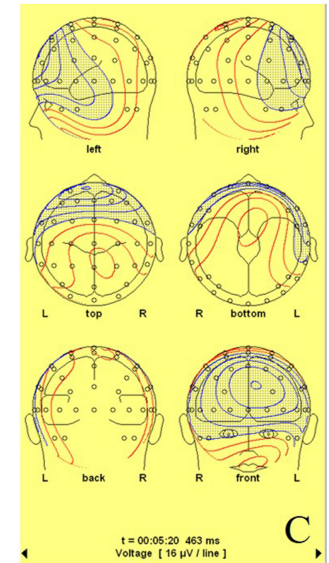 left right
L top R R bottom L
L back R R front L
C
t = 00:05:20 463 ms
Voltage [ 16 µV / line ]